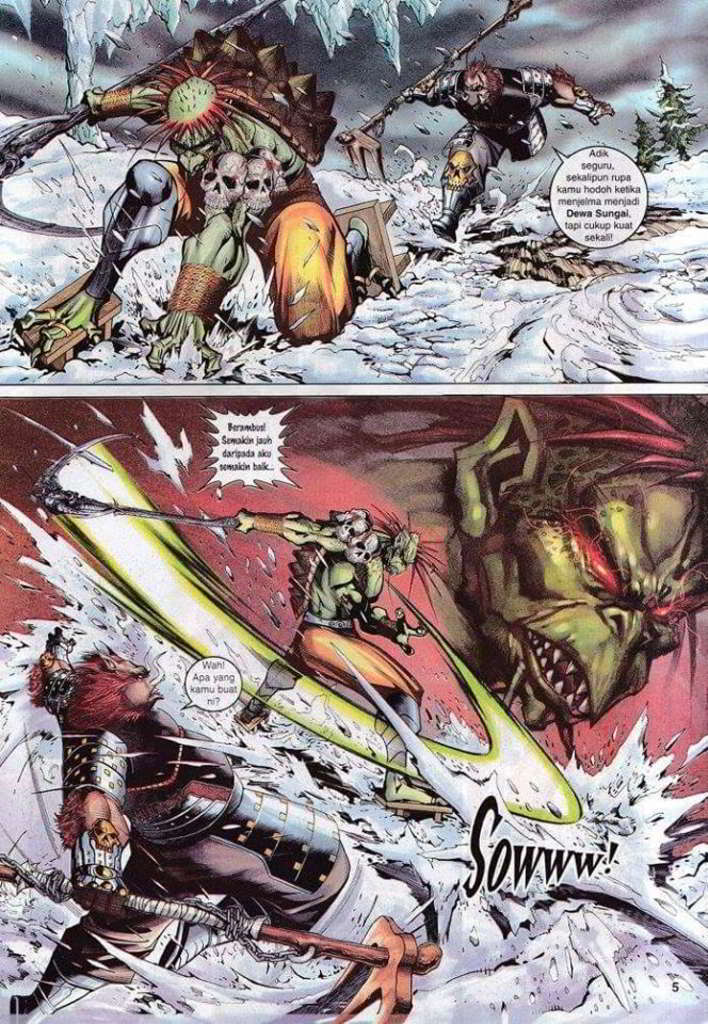 Adik
seguru,
sekalipun rupa
kamu hodoh ketika
menjelma menjadi
Dewa Sungai,
tapi cukup kuat
sekali!
Berambus!
Semakin jauh
daripada aku
semakin baik...
Wah!
Apa yang
kamu buat
ni?
Sowww!
5